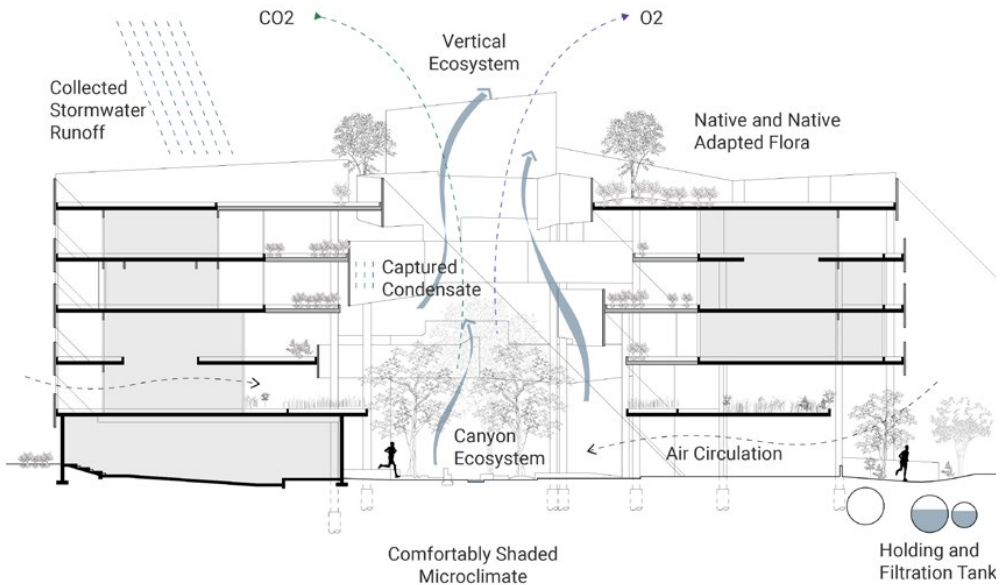 CO2
O2
Vertical
Ecosystem
Collected
Stormwater
Runoff
Native and Native
Adapted Flora
Captured
Condensate
Canyon
Ecosystem
Air Circulation
Comfortably Shaded
Microclimate
Holding and
Filtration Tank